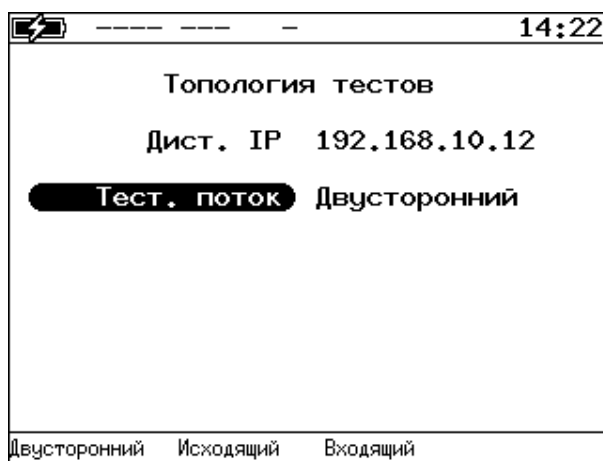 ---- --- - 14:22
Топология тестов
Дист. IP 192.168.10.12
Тест. поток Двусторонний
Двусторонний Исходящий Входящий